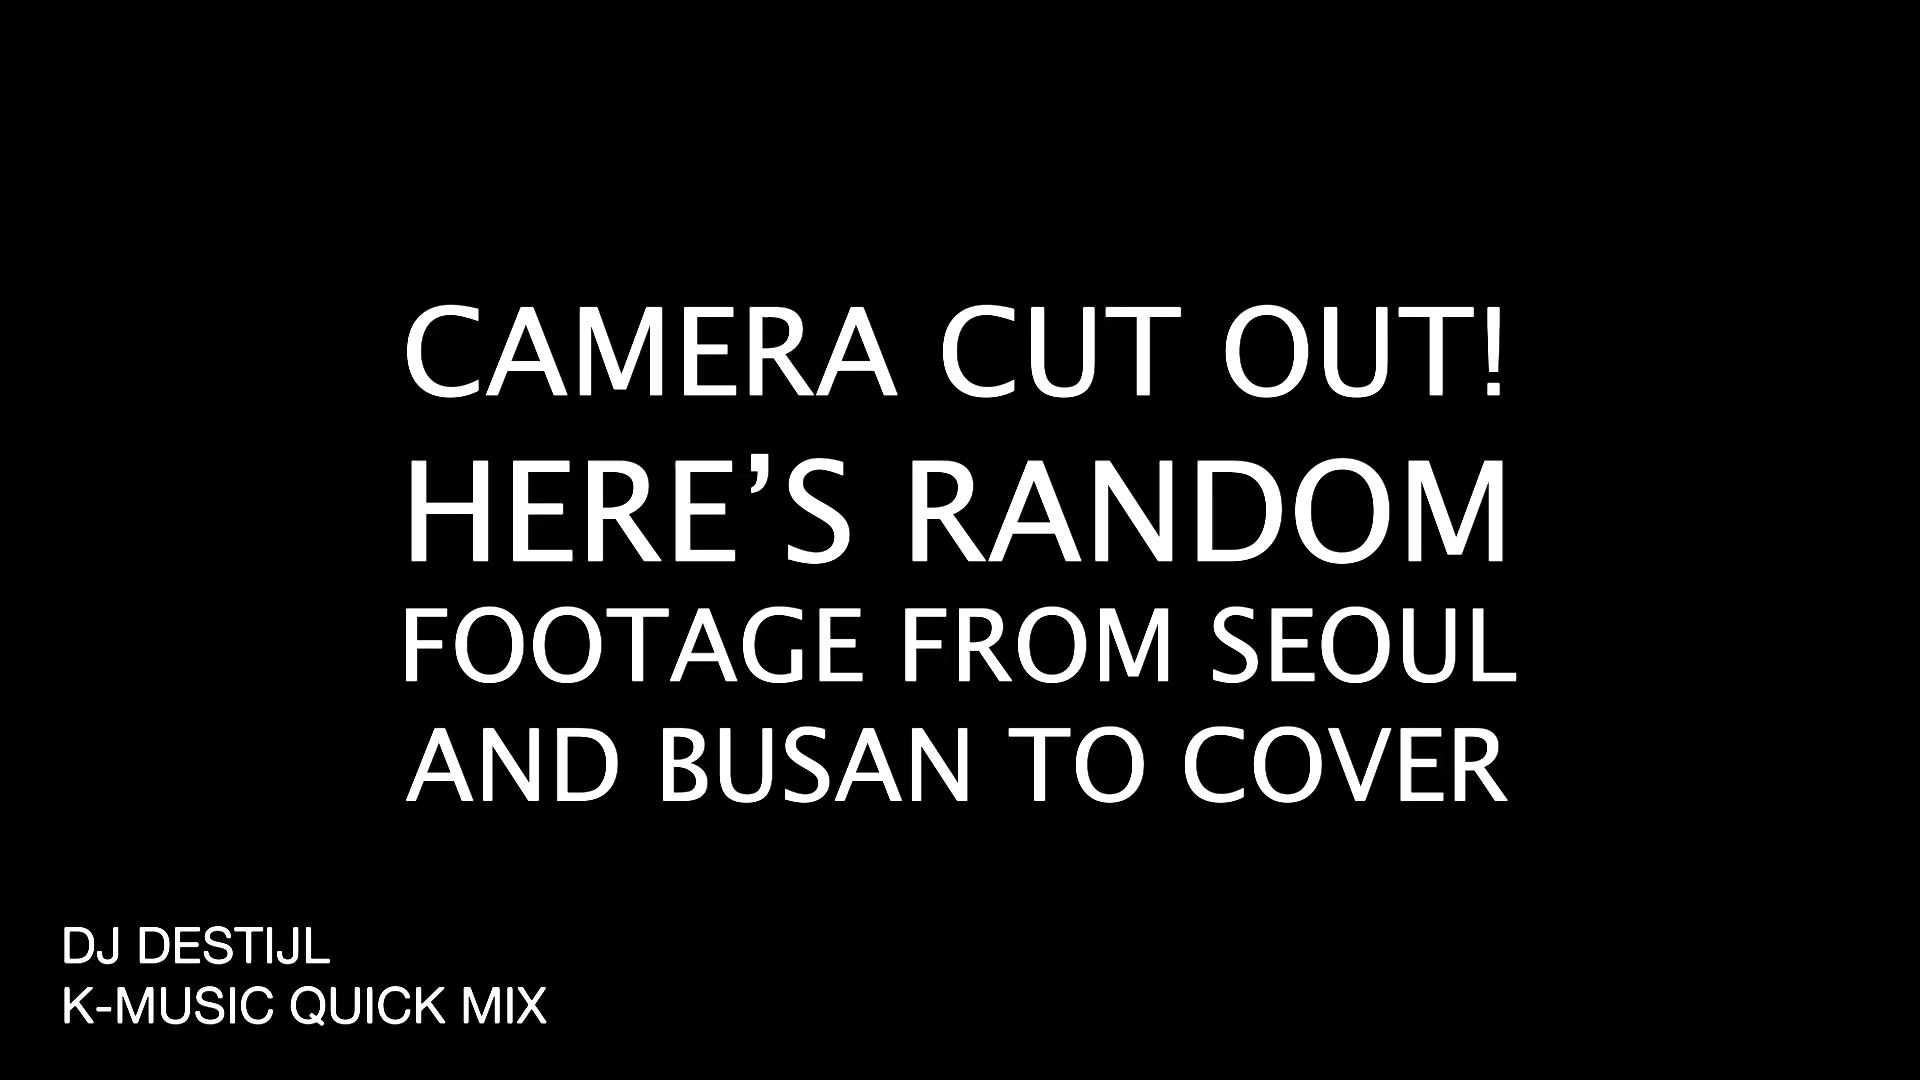 CAMERA CUT OUT!
HERE’S RANDOM
FOOTAGE FROM SEOUL
AND BUSAN TO COVER
DJ DESTIJL
K-MUSIC QUICK MIX